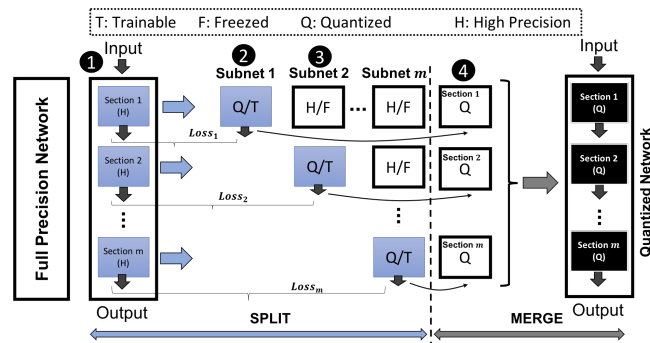 T: Trainable F: Freezed Q: Quantized H: High Precision
Input
Input
1
2
3
4
Subnet 1
Subnet 2
Subnet m
Full Precision Network
Section 1
(H)
Q/T
H/F
...
H/F
Section 1
Q
Section 1
(Q)
Loss1
Section 2
(H)
Q/T
H/F
Section 2
Q
Section 2
(Q)
Loss2
...
...
...
Section m
(H)
Q/T
Section m
Q
Section m
(Q)
Lossm
Quantized Network
Output
Output
SPLIT
MERGE